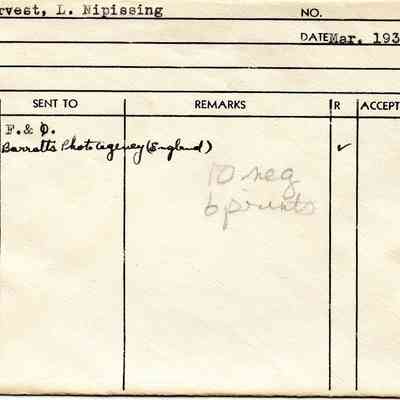 rvest, L. Nipissing NO.
DATE Mar. 193
SENT TO REMARKS R ACCEPT
F.& O.
Barratts Photo agency (England) ✓
10 neg
6 prints